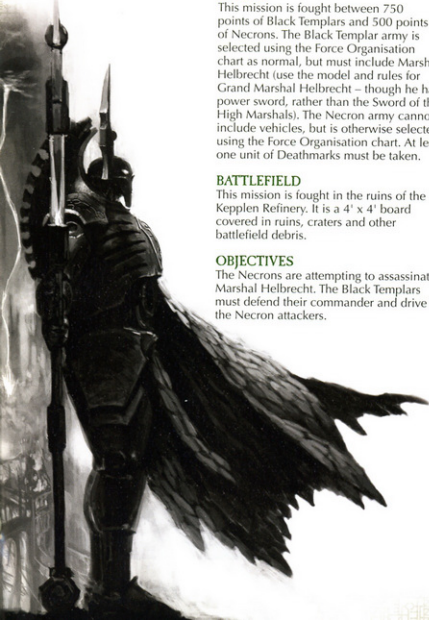 This mission is fought between 750
points of Black Templars and 500 points
of Necrons. The Black Templar army is
selected using the Force Organisation
chart as normal, but must include Marsh
Helbrecht (use the model and rules for
Grand Marshal Helbrecht – though he h
power sword, rather than the Sword of th
High Marshals). The Necron army canno
include vehicles, but is otherwise selecte
using the Force Organisation chart. At le
one unit of Deathmarks must be taken.
BATTLEFIELD
This mission is fought in the ruins of the
Kepplen Refinery. It is a 4' x 4' board
covered in ruins, craters and other
battlefield debris.
OBJECTIVES
The Necrons are attempting to assassinat
Marshal Helbrecht. The Black Templars
must defend their commander and drive
the Necron attackers.